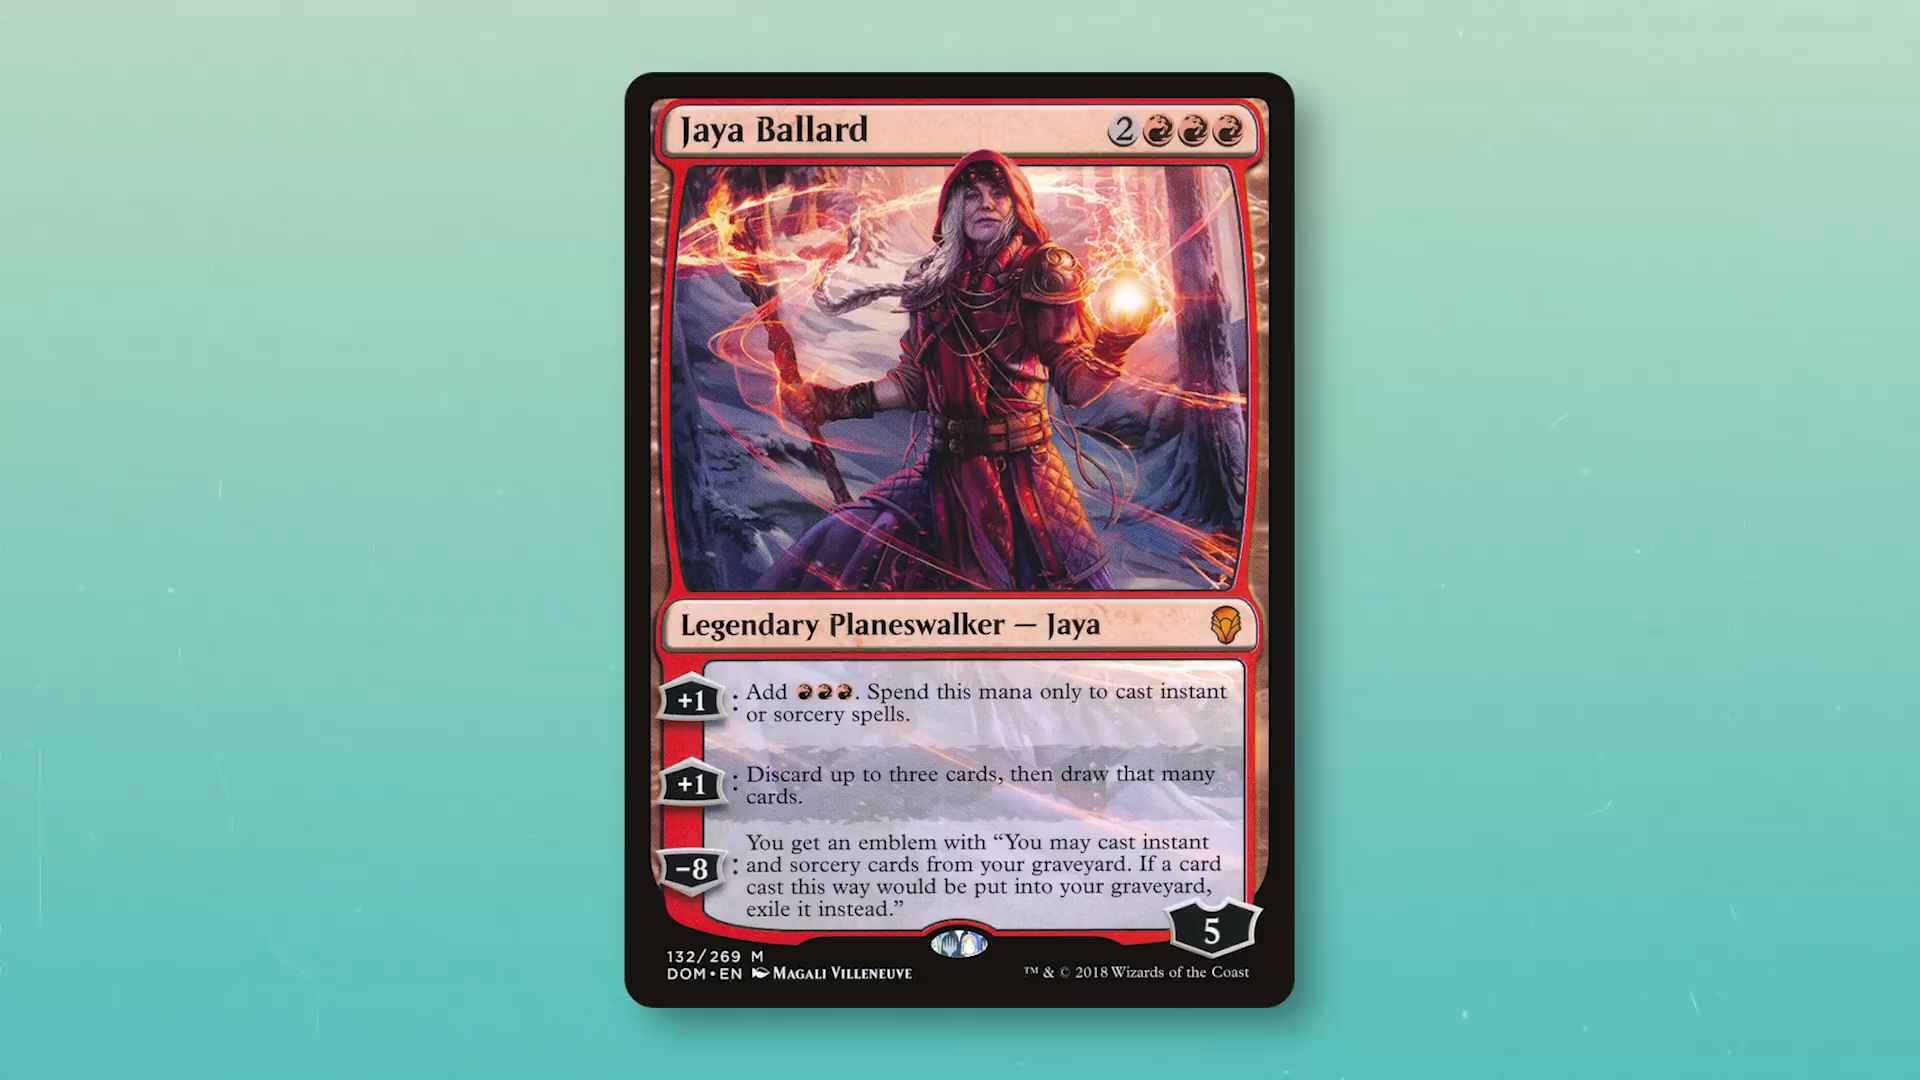 Jaya Ballard 2
Legendary Planeswalker — Jaya
+1: Add . Spend this mana only to cast instant
or sorcery spells.
+1: Discard up to three cards, then draw that many
cards.
You get an emblem with “You may cast instant
−8: and sorcery cards from your graveyard. If a card
cast this way would be put into your graveyard,
exile it instead.”
5
132/269 M
DOM • EN MAGALI VILLENEUVE
™ & © 2018 Wizards of the Coast